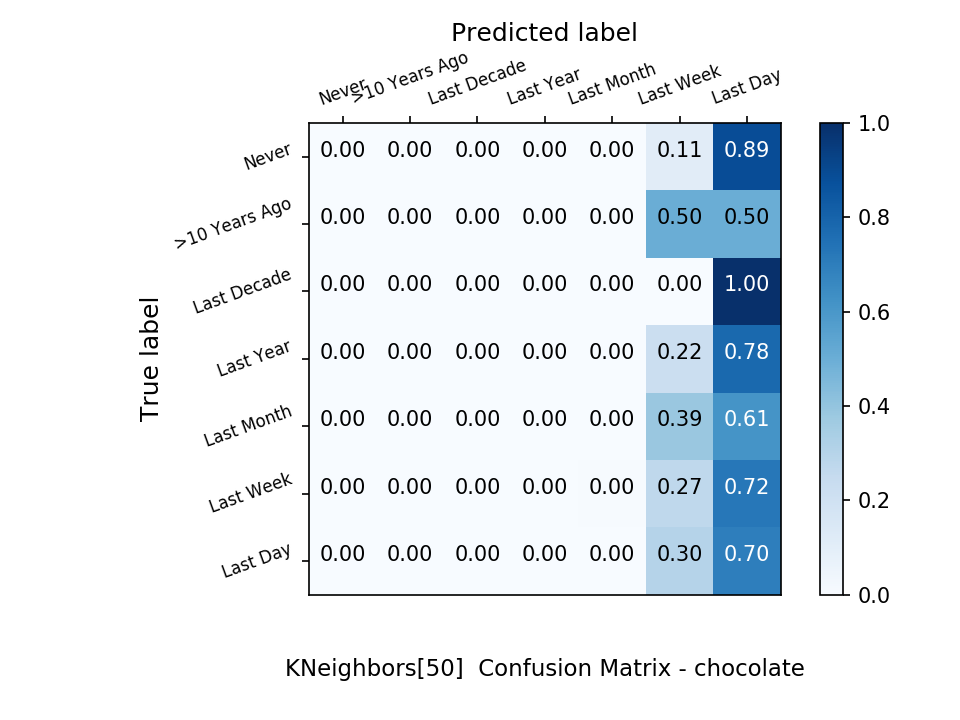 Predicted label
Never >10 Years Ago Last Decade Last Year Last Month Last Week Last Day
Never 0.00 0.00 0.00 0.00 0.00 0.11 0.89
>10 Years Ago 0.00 0.00 0.00 0.00 0.00 0.50 0.50
Last Decade 0.00 0.00 0.00 0.00 0.00 0.00 1.00
Last Year 0.00 0.00 0.00 0.00 0.00 0.22 0.78
Last Month 0.00 0.00 0.00 0.00 0.00 0.39 0.61
Last Week 0.00 0.00 0.00 0.00 0.00 0.27 0.72
Last Day 0.00 0.00 0.00 0.00 0.00 0.30 0.70
True label
1.0
0.8
0.6
0.4
0.2
0.0
KNeighbors[50]  Confusion Matrix - chocolate